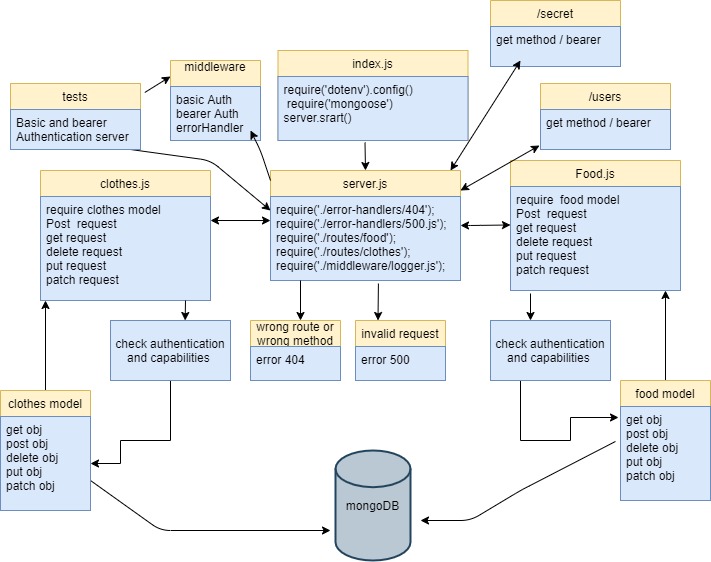 /secret
get method / bearer
middleware
basic Auth
bearer Auth
errorHandler
index.js
require('dotenv').config()
require('mongoose')
server.srart()
tests
Basic and bearer
Authentication server
/users
get method / bearer
clothes.js
require clothes model
Post  request
get request
delete request
put request
patch request
server.js
require('./error-handlers/404');
require('./error-handlers/500.js');
require('./routes/food');
require('./routes/clothes');
require('./middleware/logger.js');
Food.js
require  food model
Post  request
get request
delete request
put request
patch request
check authentication
and capabilities
wrong route or
wrong method
error 404
invalid request
error 500
check authentication
and capabilities
clothes model
get obj
post obj
delete obj
put obj
patch obj
food model
get obj
post obj
delete obj
put obj
patch obj
mongoDB